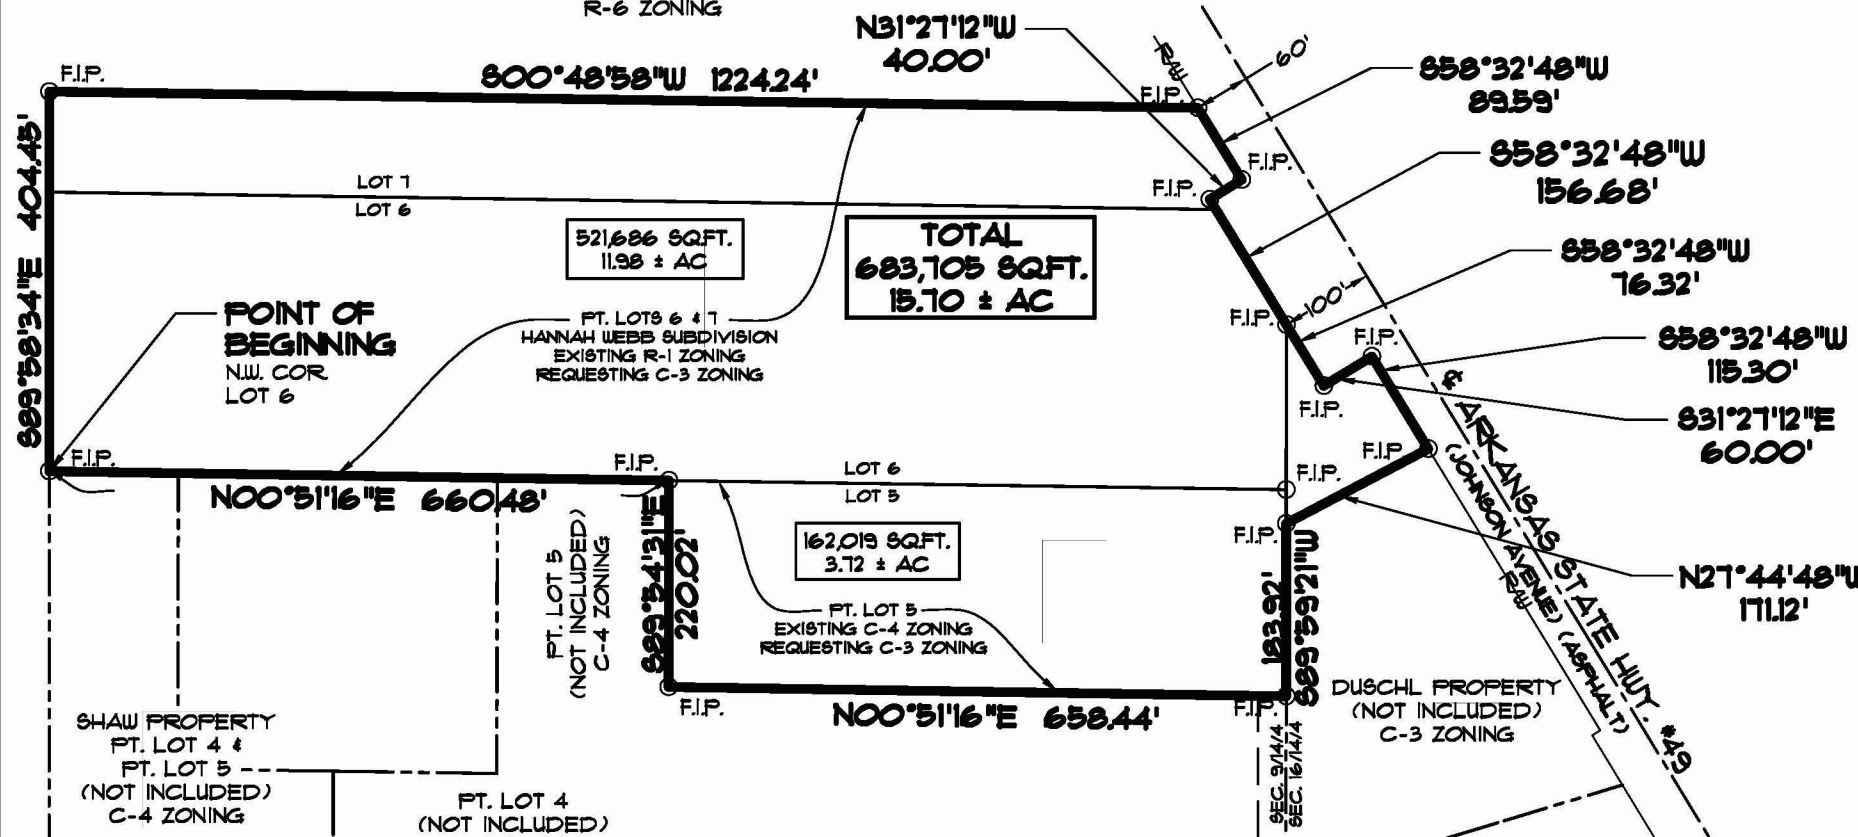 R-6 ZONING
N31°27'12"W
40.00'
R/W
60'
S58°32'48"W
89.59'
F.I.P.
S00°48'58"W 1224.24'
F.I.P.
F.I.P.
S58°32'48"W
156.68'
F.I.P.
S89°58'34"E 404.45'
LOT 7
LOT 6
521,686 SQ.FT.
11.98 ± AC
TOTAL
683,705 SQ.FT.
15.70 ± AC
S58°32'48"W
76.32'
100'
POINT OF
BEGINNING
N.W. COR.
LOT 6
PT. LOTS 6 & 7
HANNAH WEBB SUBDIVISION
EXISTING R-1 ZONING
REQUESTING C-3 ZONING
F.I.P.
F.I.P.
S58°32'48"W
115.30'
F.I.P.
S31°27'12"E
60.00'
F.I.P.
F.I.P.
F.I.P
LOT 6
LOT 5
F.I.P.
N00°51'16"E 660.48'
₵ ARKANSAS STATE HWY. #49
(JOHNSON AVENUE) (ASPHALT)
R/W
PT. LOT 5
(NOT INCLUDED)
C-4 ZONING
S89°54'31"E
220.02'
162,019 SQ.FT.
3.72 ± AC
F.I.P.
N27°44'48"W
171.12'
PT. LOT 5
EXISTING C-4 ZONING
REQUESTING C-3 ZONING
183.92'
S89°59'21"W
F.I.P.
N00°51'16"E 658.44'
F.I.P.
DUSCHL PROPERTY
(NOT INCLUDED)
C-3 ZONING
SEC. 9/14/4
SEC. 16/14/4
SHAW PROPERTY
PT. LOT 4 &
PT. LOT 5
(NOT INCLUDED)
C-4 ZONING
PT. LOT 4
(NOT INCLUDED)